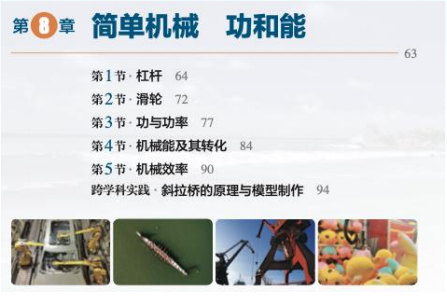 第8章 简单机械 功和能
63
第1节·杠杆 64
第2节·滑轮 72
第3节·功与功率 77
第4节·机械能及其转化 84
第5节·机械效率 90
跨学科实践·斜拉桥的原理与模型制作 94